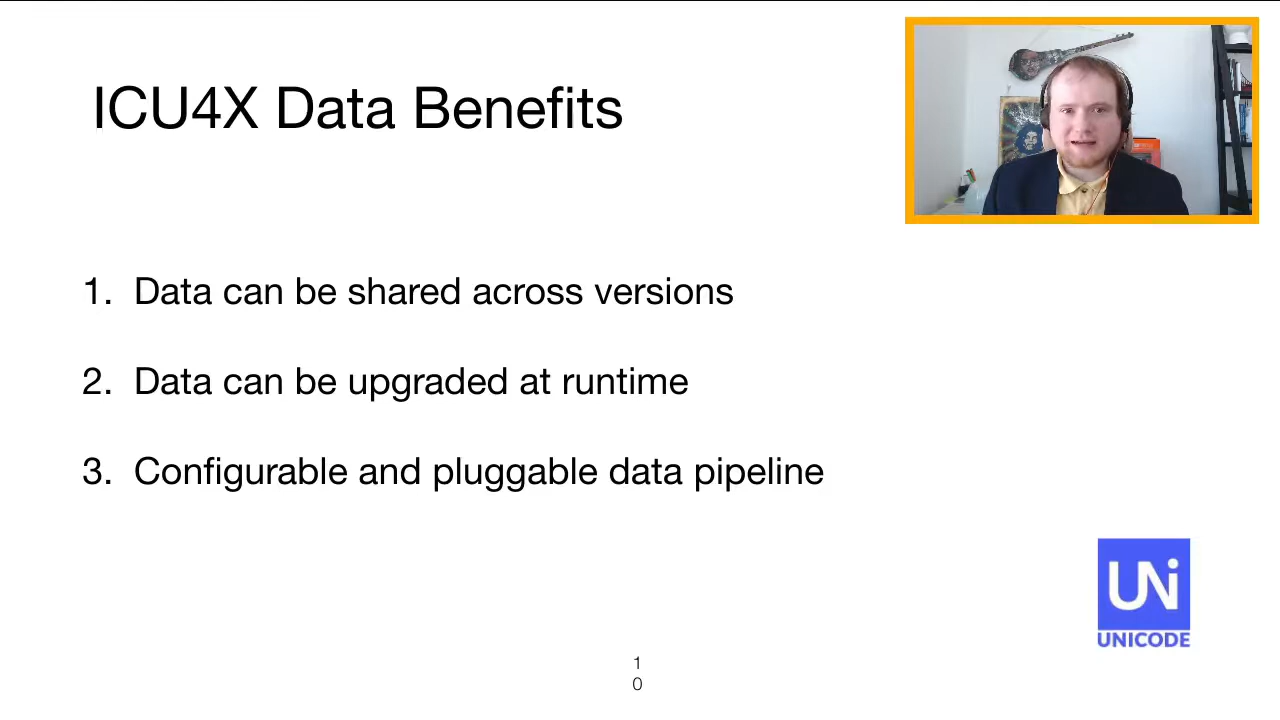 ICU4X Data Benefits
1. Data can be shared across versions
2. Data can be upgraded at runtime
3. Configurable and pluggable data pipeline
UNi
UNICODE
1
0